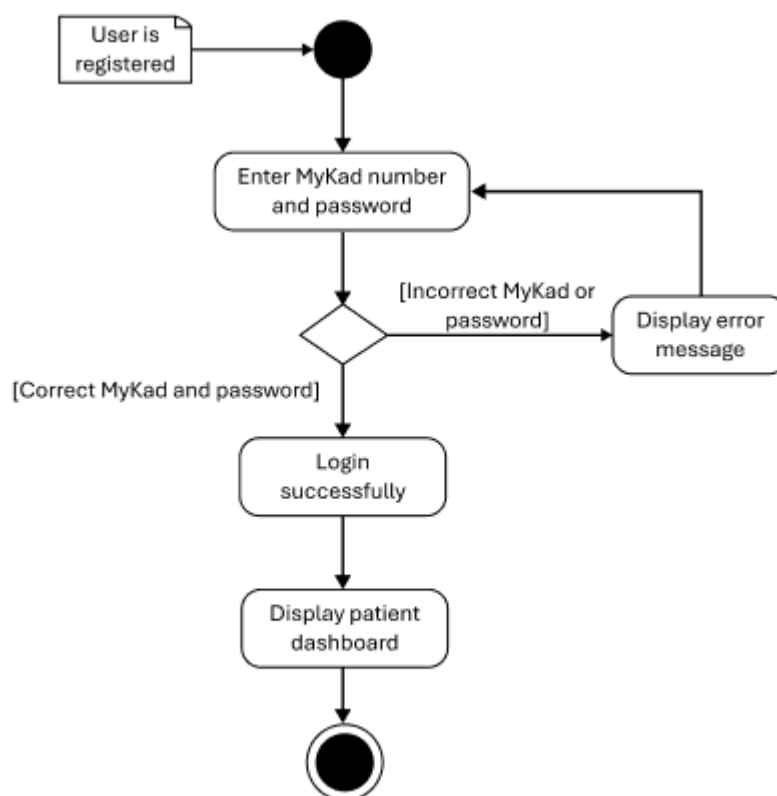 User is
registered
Enter MyKad number
and password
[Incorrect MyKad or
password]
Display error
message
[Correct MyKad and password]
Login
successfully
Display patient
dashboard